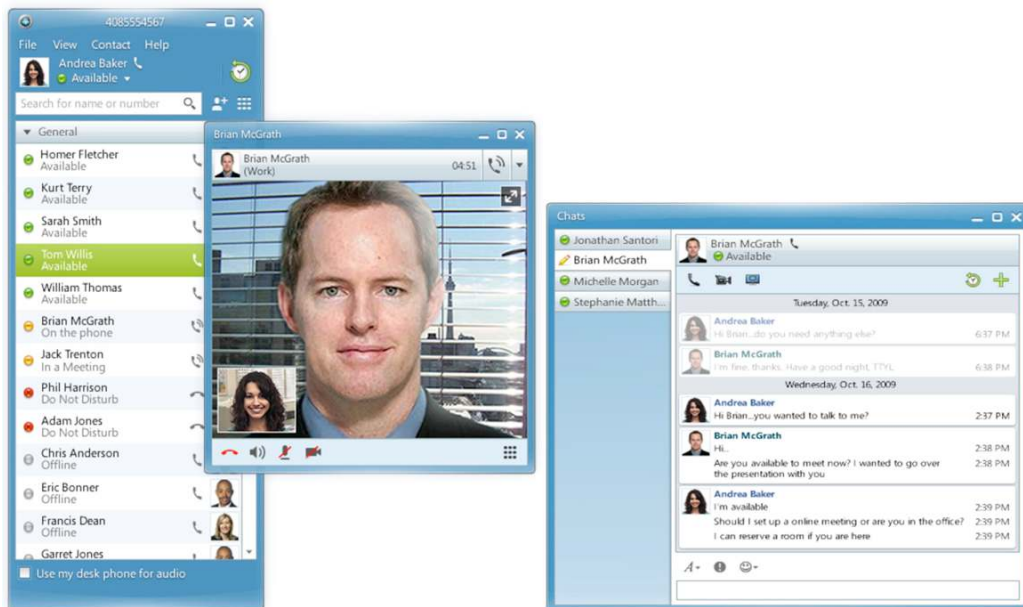 4085554567
File View Contact Help
Andrea Baker
Available
Search for name or number
General
Homer Fletcher
Available
Kurt Terry
Available
Sarah Smith
Available
Tom Willis
Available
William Thomas
Available
Brian McGrath
On the phone
Jack Trenton
In a Meeting
Phil Harrison
Do Not Disturb
Adam Jones
Do Not Disturb
Chris Anderson
Offline
Eric Bonner
Offline
Francis Dean
Offline
Garret Jones
Use my desk phone for audio
Brian McGrath
Brian McGrath
(Work)
04:51
Chats
Jonathan Santori
Brian McGrath
Michelle Morgan
Stephanie Matth...
Brian McGrath
Available
Tuesday, Oct. 15, 2009
Andrea Baker
Hi Brian...do you need anything else? 6:37 PM
Brian McGrath
I'm fine, thanks. Have a good night, TTYL 6:38 PM
Wednesday, Oct. 16, 2009
Andrea Baker
Hi Brian...you wanted to talk to me? 2:37 PM
Brian McGrath
Hi.. 2:38 PM
Are you available to meet now? I wanted to go over 2:38 PM
the presentation with you
Andrea Baker
I'm available 2:39 PM
Should I set up a online meeting or are you in the office? 2:39 PM
I can reserve a room if you are here 2:39 PM
A